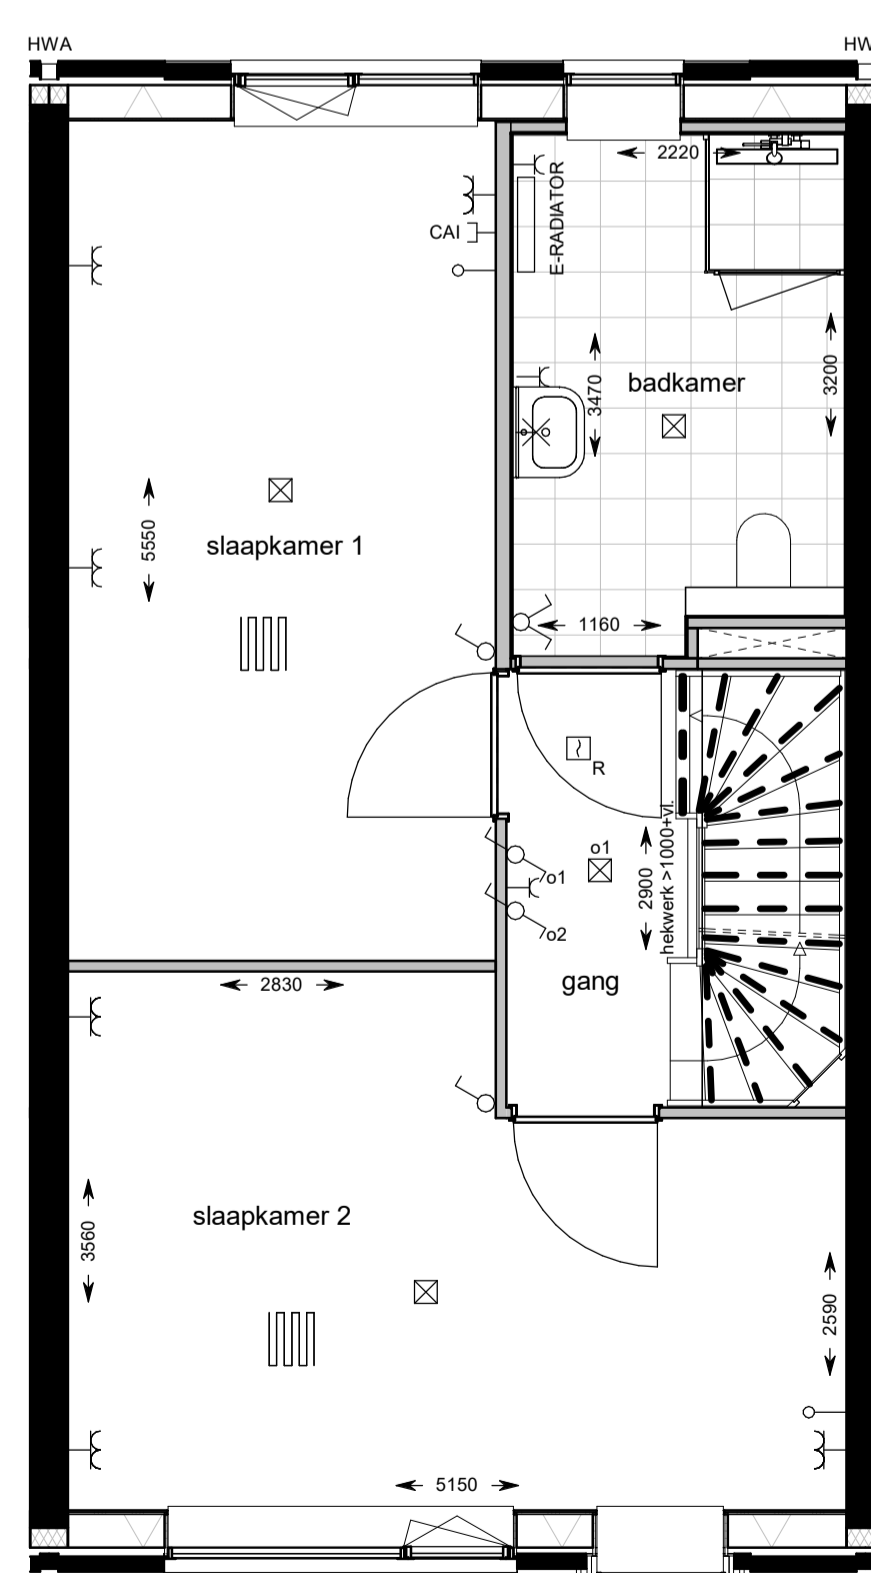 HWA
HW
2220
E-RADIATOR
CAI
3470
badkamer
3200
5550
slaapkamer 1
1160
R
hekwerk >1000+vl.
2900
o1
o1
o2
gang
2830
slaapkamer 2
3560
2590
5150